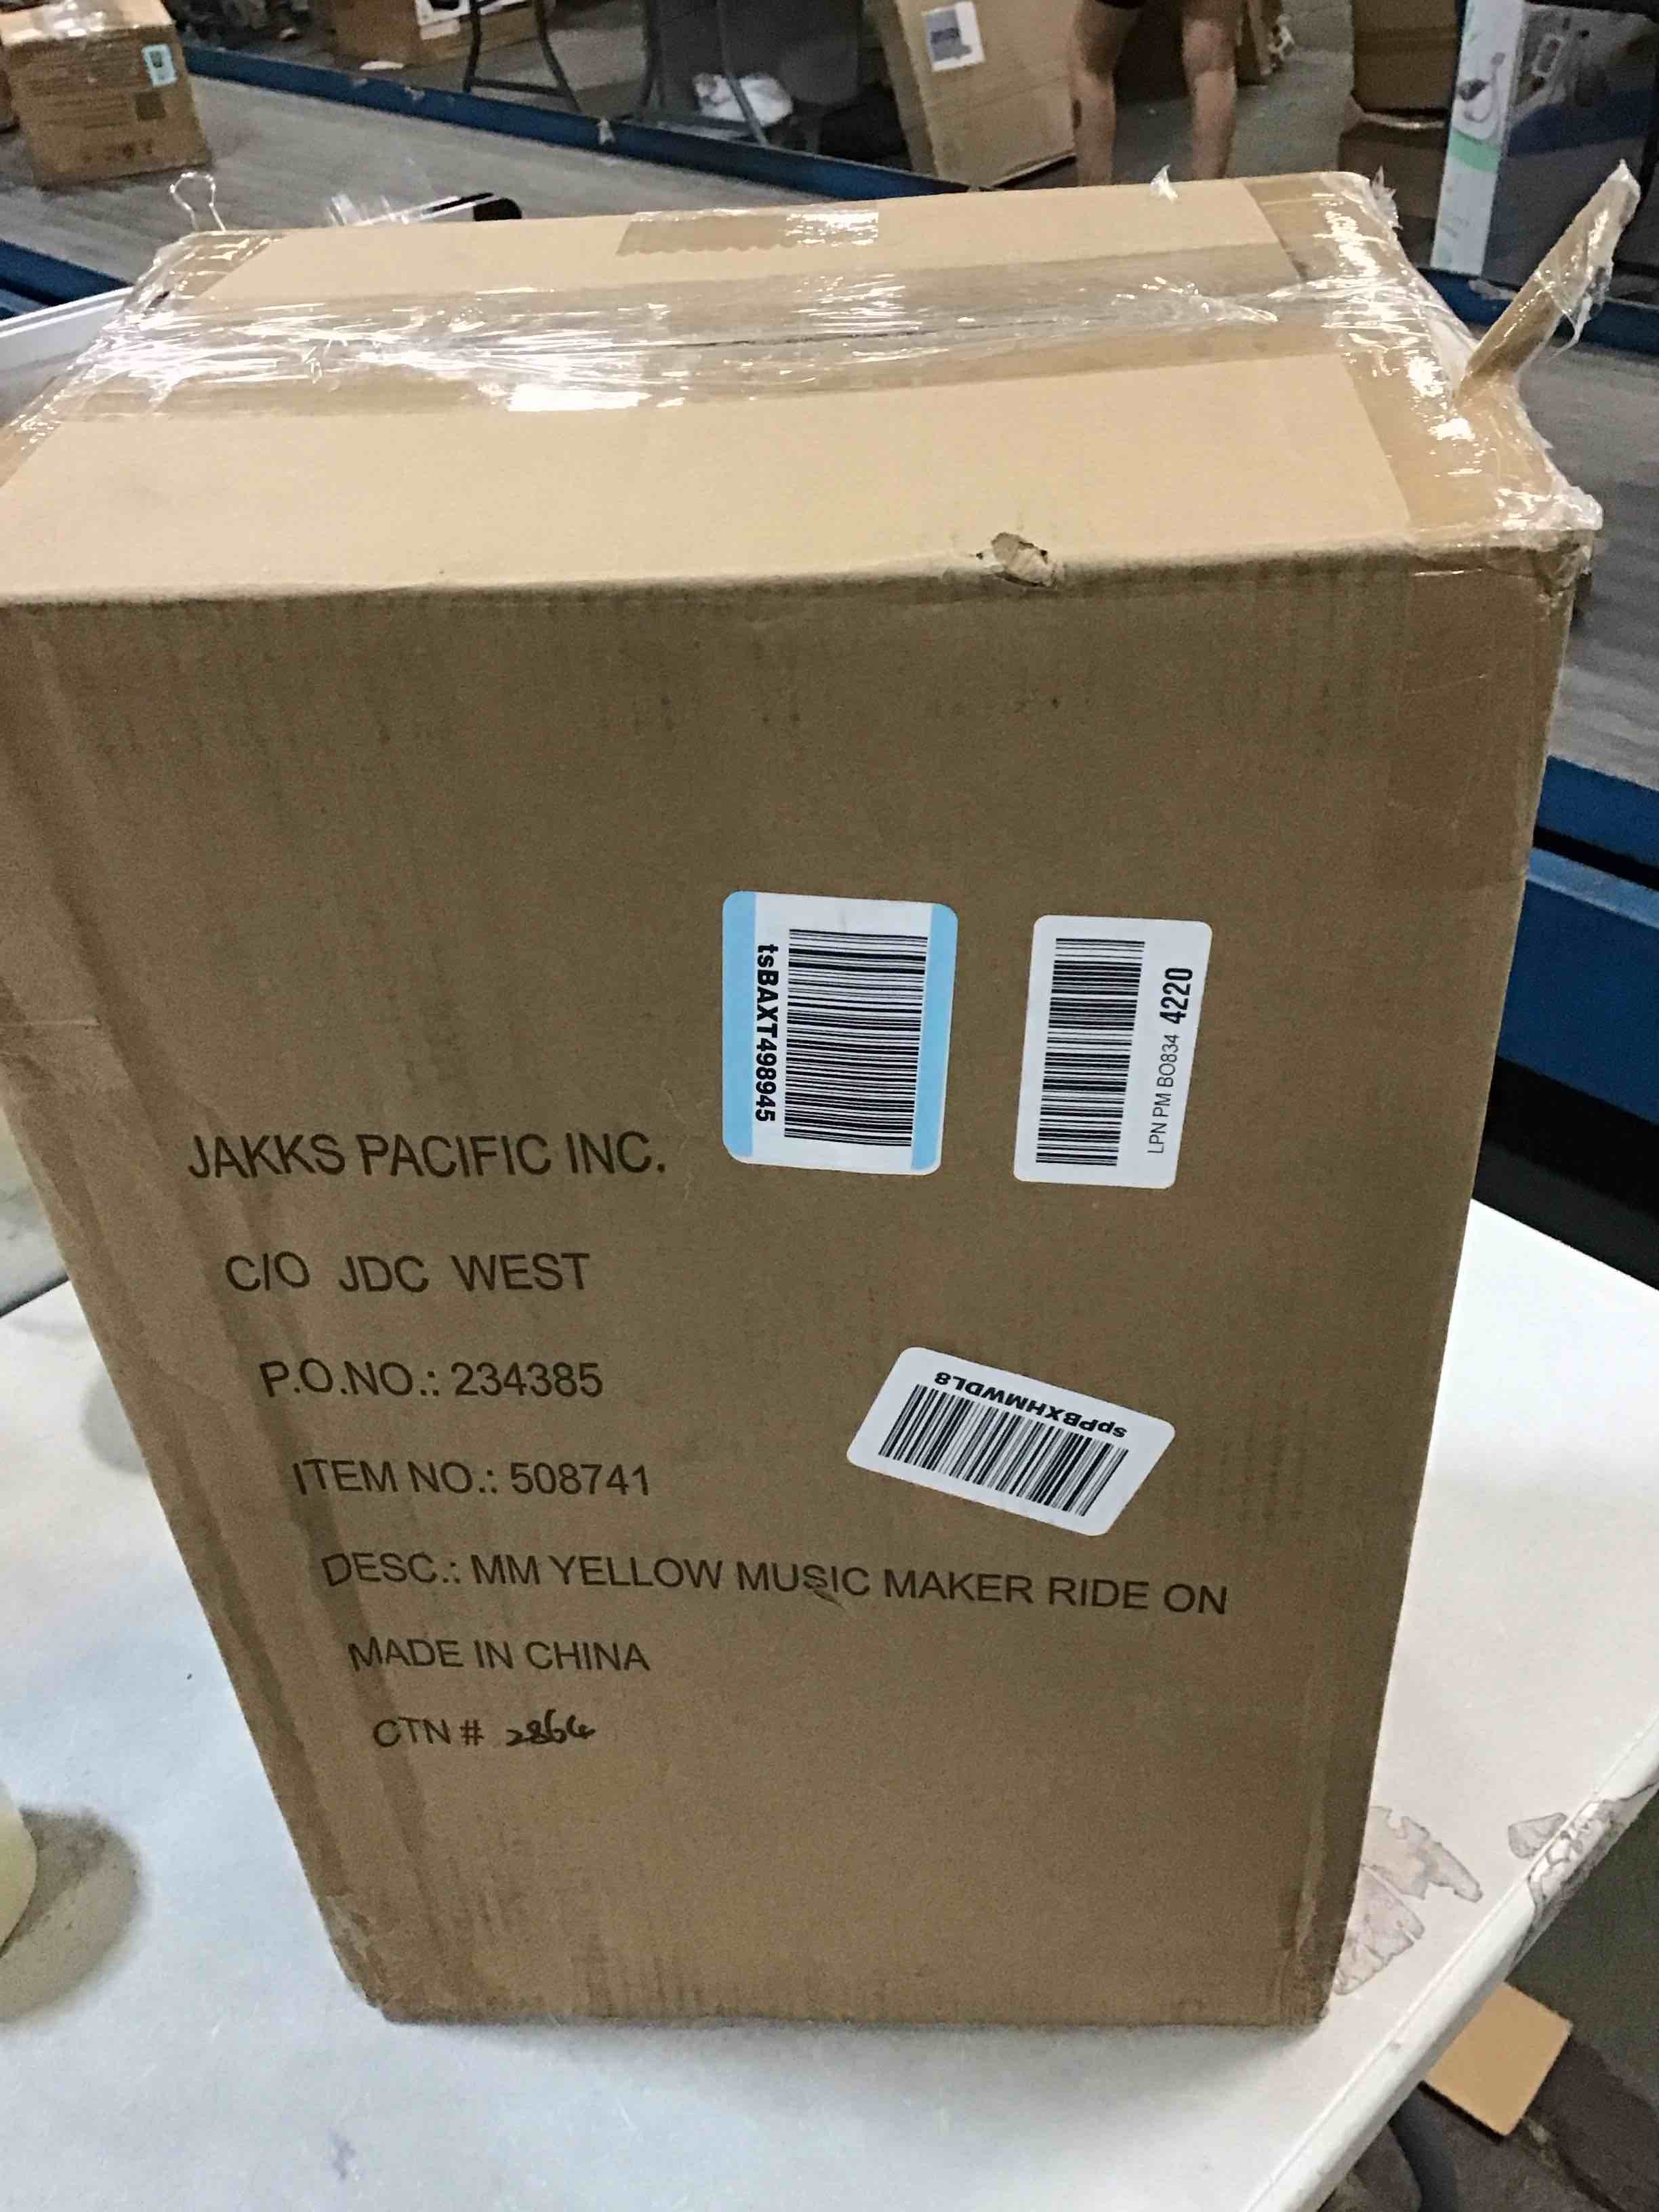 tsBAXT498945
LPN PM BO834 4220
JAKKS PACIFIC INC.
C/O JDC WEST
P.O.NO.: 234385
spPBXHMWDL8
ITEM NO.: 508741
DESC.: MM YELLOW MUSIC MAKER RIDE ON
MADE IN CHINA
CTN # 2864